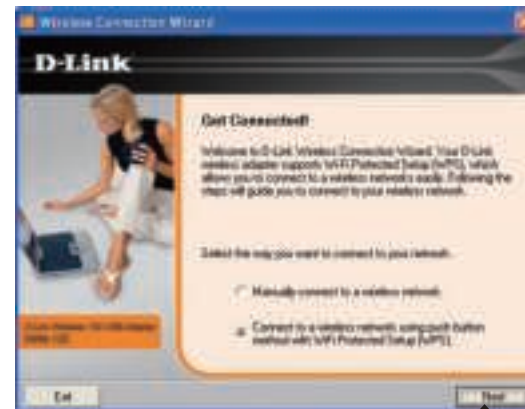 Wireless Connection Wizard
D-Link
Get Connected!
Welcome to D-Link Wireless Connection Wizard. Your D-Link
wireless adapter supports Wi-Fi Protected Setup (WPS), which
allow you to connect to a wireless networks easily. Following the
steps will guide you to connect to your wireless network.
Select the way you want to connect to your network.
Manually connect to a wireless network
Connect to a wireless network using push button
method with WiFi Protected Setup (WPS).
Exit
Next